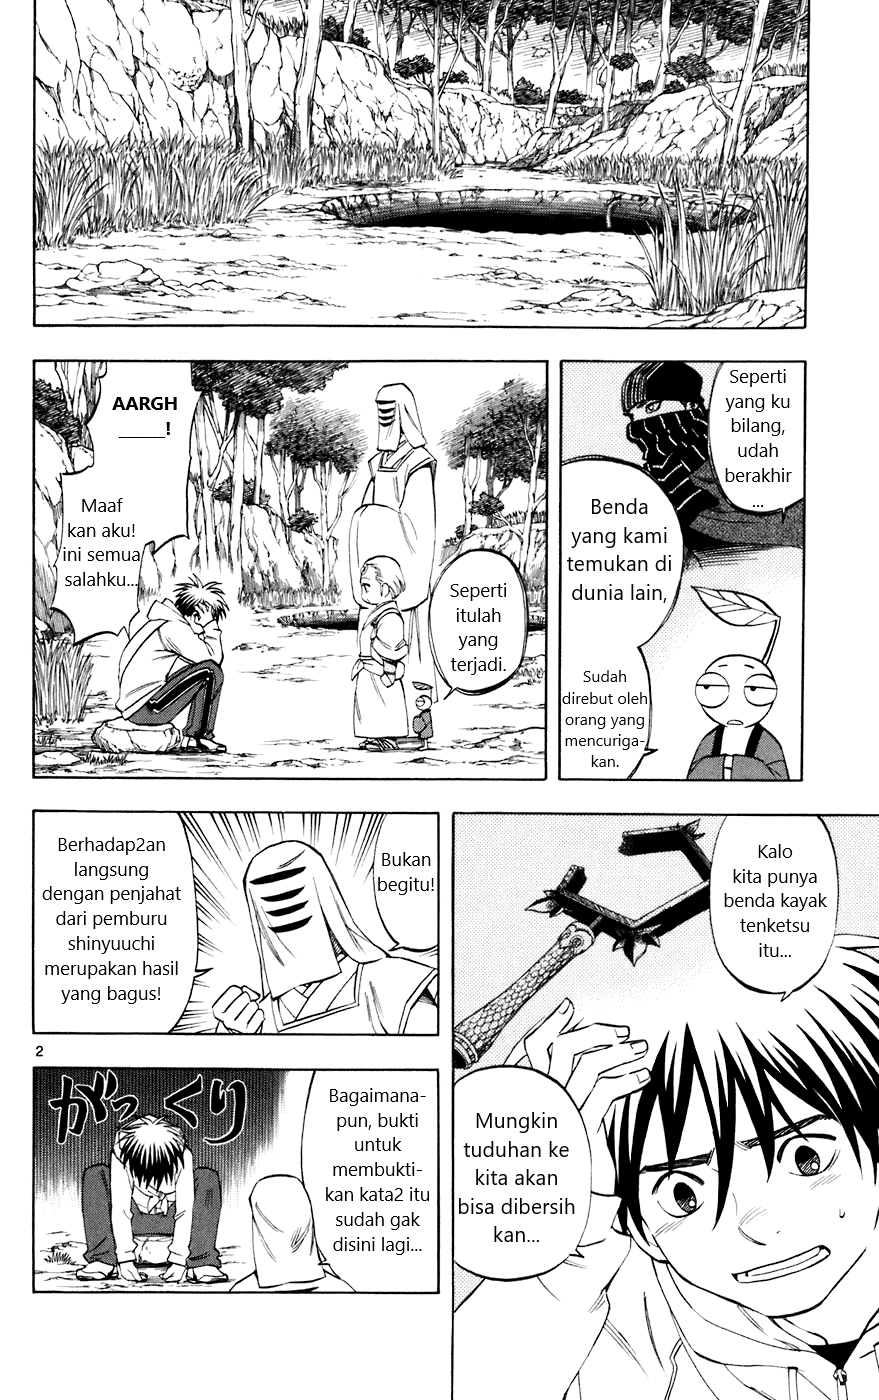 Seperti
yang ku
bilang,
udah
berakhir
...
Benda
yang kami
temukan di
dunia lain,
Sudah
direbut oleh
orang yang
mencuriga-
kan.
AARGH
_____!
Maaf
kan aku!
ini semua
salahku...
Seperti
itulah
yang
terjadi.
Kalo
kita punya
benda kayak
tenketsu
itu...
Mungkin
tuduhan ke
kita akan
bisa dibersih
kan...
Bukan
begitu!
Berhadap2an
langsung
dengan penjahat
dari pemburu
shinyuuchi
merupakan hasil
yang bagus!
2
Bagaimana-
pun, bukti
untuk
membukti-
kan kata2 itu
sudah gak
disini lagi...
がっくり